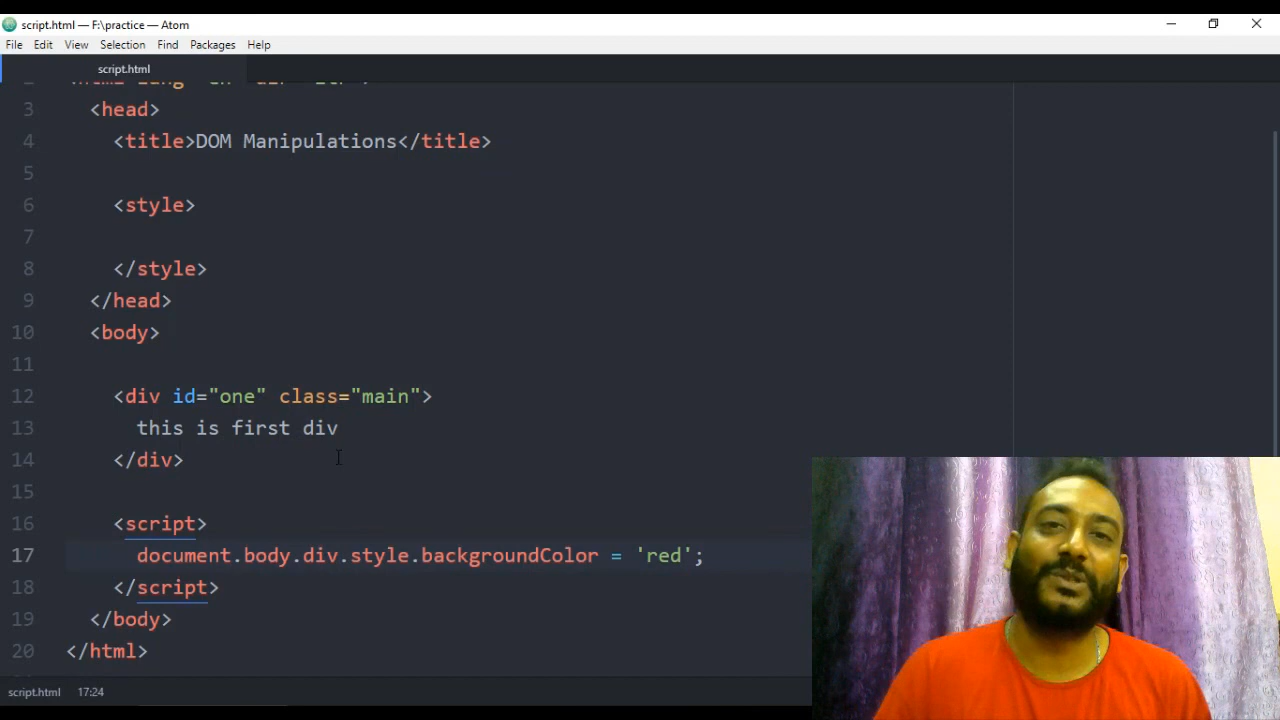 script.html — F:\practice — Atom
File Edit View Selection Find Packages Help
script.html
3 <head>
4 <title>DOM Manipulations</title>
5
6 <style>
7
8 </style>
9 </head>
10 <body>
11
12 <div id="one" class="main">
13 this is first div
14 </div>
15
16 <script>
17 document.body.div.style.backgroundColor = 'red';
18 </script>
19 </body>
20 </html>
script.html 17:24